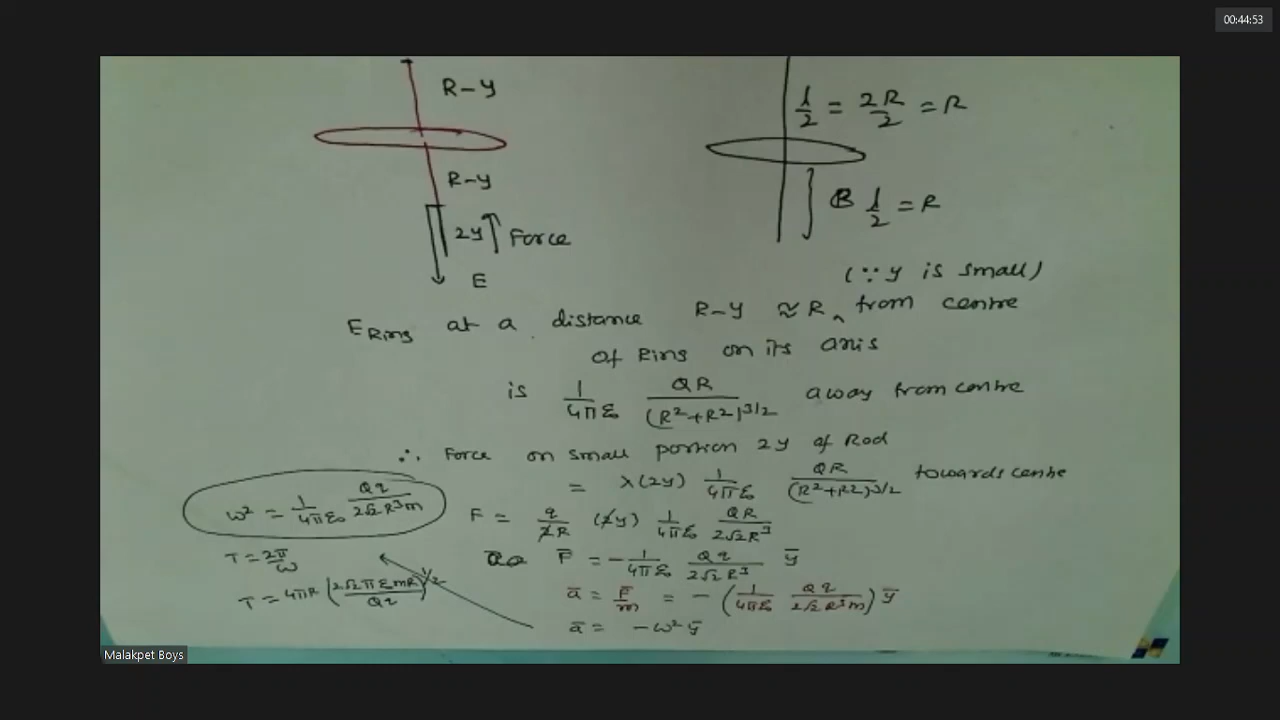 00:44:53
R-y
R-y
2y Force
E
l/2 = 2R/2 = R
l/2 = R
(∵ y is small)
E Ring at a distance R-y ≈ R from centre
of Ring on its axis
is 1/4πε₀ QR/(R²+R²)^3/2 away from centre
∴ Force on small portion 2y of Rod
= λ(2y) 1/4πε₀ QR/(R²+R²)^3/2 towards centre
F = q/2R (2y) 1/4πε₀ QR/2√2R³
F̄ = -1/4πε₀ Qq/2√2R³ ȳ
ā = F̄/m = -(1/4πε₀ Qq/2√2R³m) ȳ
ā = -ω²ȳ
ω² = 1/4πε₀ Qq/2√2R³m
T = 2π/ω
T = 4πR (2√2πε₀mR/Qq)^1/2
Malakpet Boys